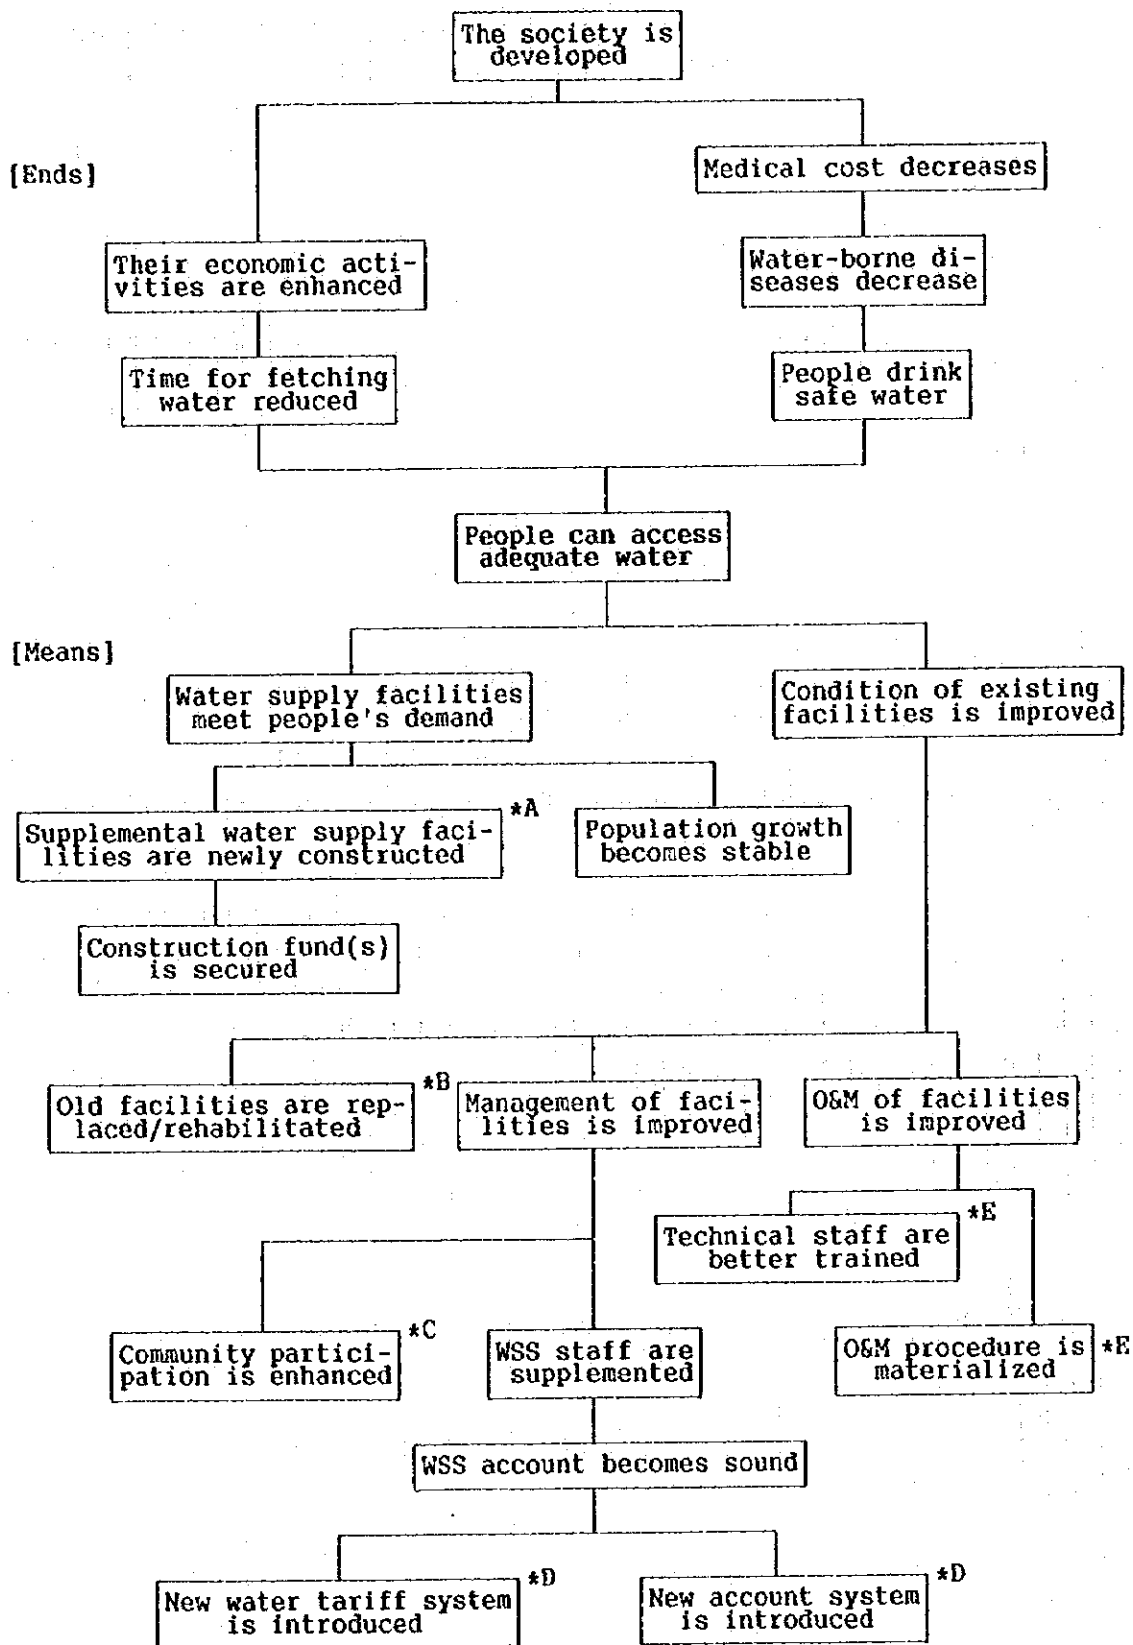 The society is
developed
[Ends]
Medical cost decreases
Their economic acti-
vities are enhanced
Water-borne di-
seases decrease
Time for fetching
water reduced
People drink
safe water
People can access
adequate water
[Means]
Water supply facilities
meet people's demand
Condition of existing
facilities is improved
Supplemental water supply faci-
lities are newly constructed
*A
Population growth
becomes stable
Construction fund(s)
is secured
Old facilities are rep-
laced/rehabilitated
*B
Management of faci-
lities is improved
O&M of facilities
is improved
Technical staff are
better trained
*E
Community partici-
pation is enhanced
*C
WSS staff are
supplemented
O&M procedure is
materialized
*E
WSS account becomes sound
New water tariff system
is introduced
*D
New account system
is introduced
*D